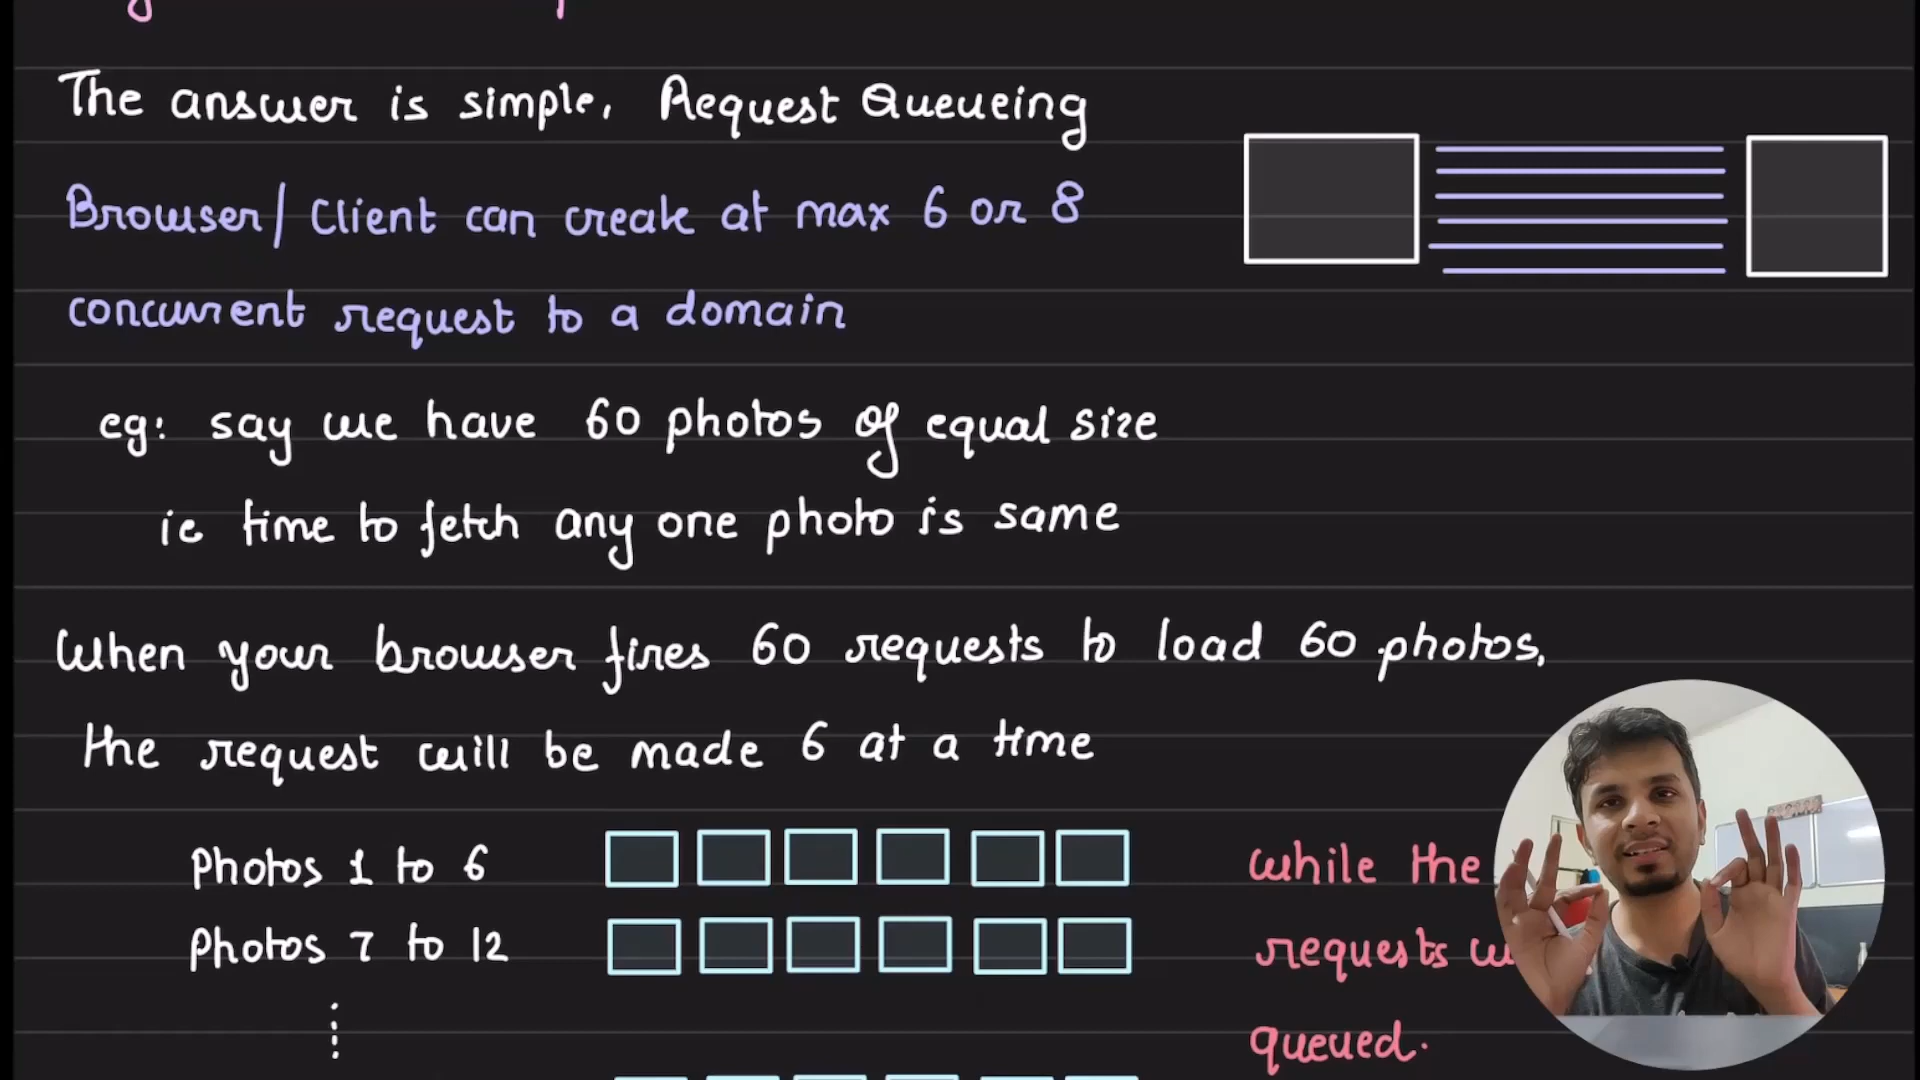 The answer is simple, Request Queueing
Browser/ Client can create at max 6 or 8
concurrent request to a domain
eg: say we have 60 photos of equal size
ie time to fetch any one photo is same
When your browser fires 60 requests to load 60 photos,
the request will be made 6 at a time
Photos 1 to 6
while the
Photos 7 to 12
requests
queued.